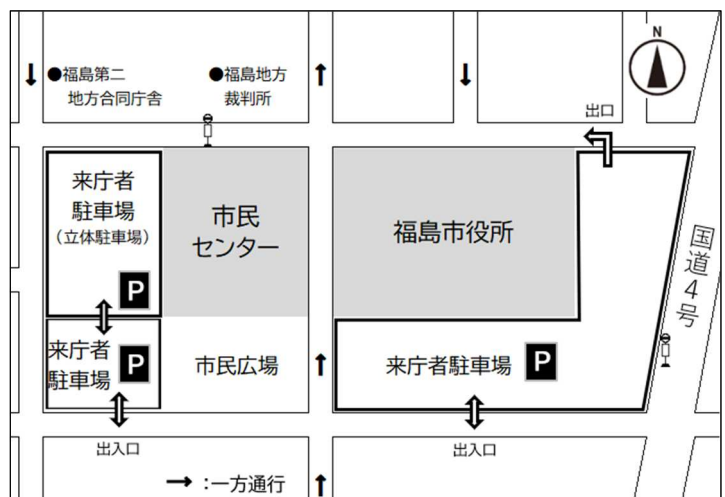 N
●福島第二
地方合同庁舎
●福島地方
裁判所
出口
来庁者
駐車場
(立体駐車場)
P
市民
センター
福島市役所
国道4号
来庁者
駐車場
P
市民広場
来庁者駐車場
P
出入口
出入口
→:一方通行